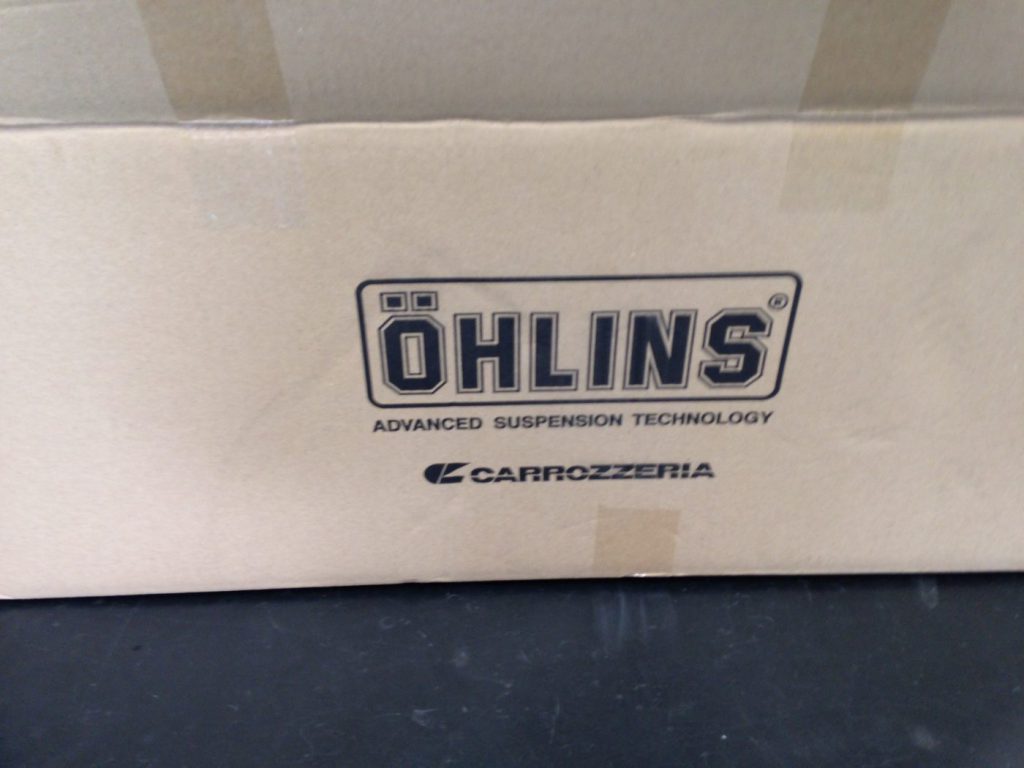 ÖHLINS®
ADVANCED SUSPENSION TECHNOLOGY
CARROZZERIA